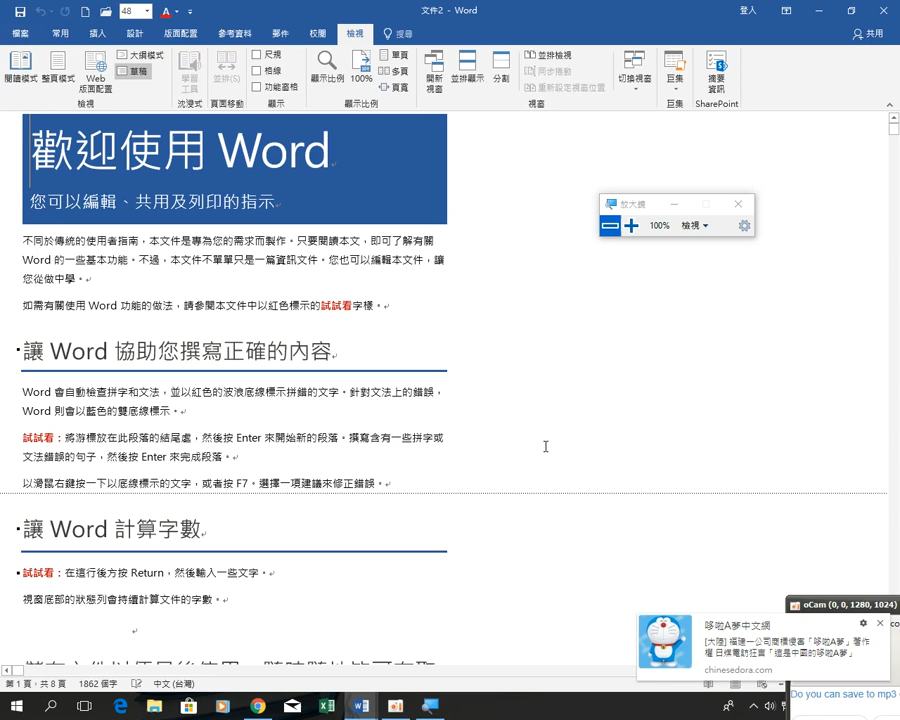 48
文件2 - Word
登入
檔案 常用 插入 設計 版面配置 參考資料 郵件 校閱 檢視 搜尋
共用
閱讀模式 整頁模式 Web 版面配置 大綱模式 草稿
檢視
學習工具
沈浸式
並排(S)
頁面移動
尺規
格線
功能窗格
顯示
顯示比例 100% 單頁 多頁 頁寬
顯示比例
開新視窗 並排顯示 分割 並排檢視 同步捲動 重新設定視窗位置 切換視窗
視窗
巨集
巨集
摘要資訊
SharePoint
歡迎使用 Word
您可以編輯、共用及列印的指示
放大鏡
100% 檢視
不同於傳統的使用者指南，本文件是專為您的需求而製作。只要閱讀本文，即可了解有關
Word 的一些基本功能。不過，本文件不單單只是一篇資訊文件。您也可以編輯本文件，讓
您從做中學。
如需有關使用 Word 功能的做法，請參閱本文件中以紅色標示的試試看字樣。
讓 Word 協助您撰寫正確的內容
Word 會自動檢查拼字和文法，並以紅色的波浪底線標示拼錯的文字。針對文法上的錯誤，
Word 則會以藍色的雙底線標示。
試試看：將游標放在此段落的結尾處，然後按 Enter 來開始新的段落。撰寫含有一些拼字或
文法錯誤的句子，然後按 Enter 來完成段落。
以滑鼠右鍵按一下以底線標示的文字，或者按 F7。選擇一項建議來修正錯誤。
讓 Word 計算字數
試試看：在這行後方按 Return，然後輸入一些文字。
視窗底部的狀態列會持續計算文件的字數。
oCam (0, 0, 1280, 1024)
哆啦A夢中文網
[大陸] 福建一公司商標侵害「哆啦A夢」著作
權 日媒電訪狂言「這是中國的哆啦A夢」
chinesedora.com
第 1 頁，共 8 頁 1862 個字 中文 (台灣)
Do you can save to mp3